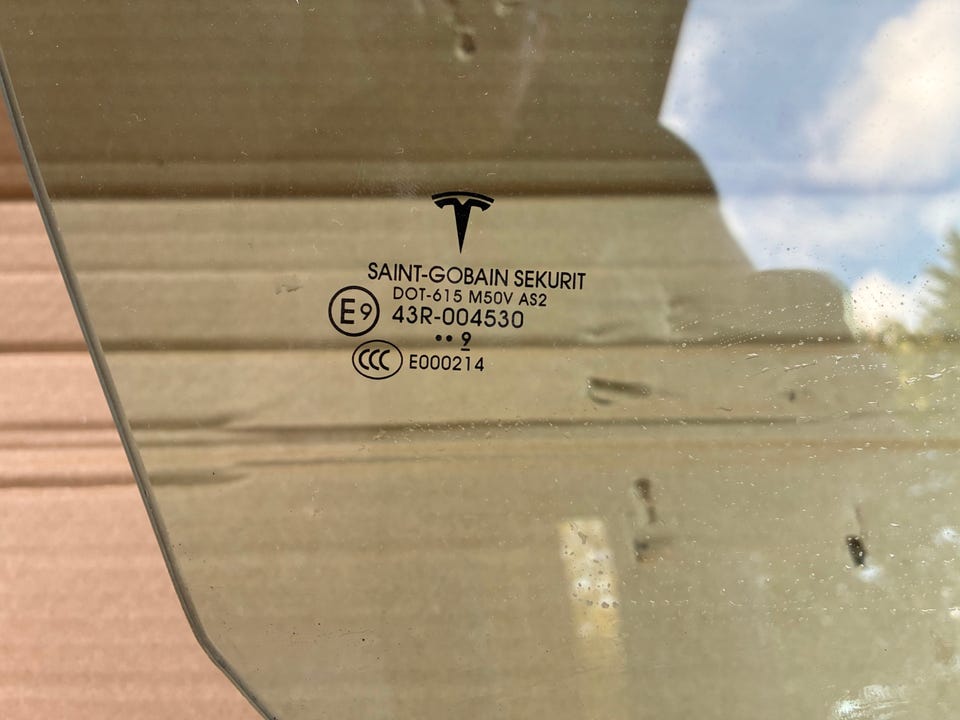 SAINT-GOBAIN SEKURIT
DOT-615 M50V AS2
E9 43R-004530
•• 9
CCC E000214